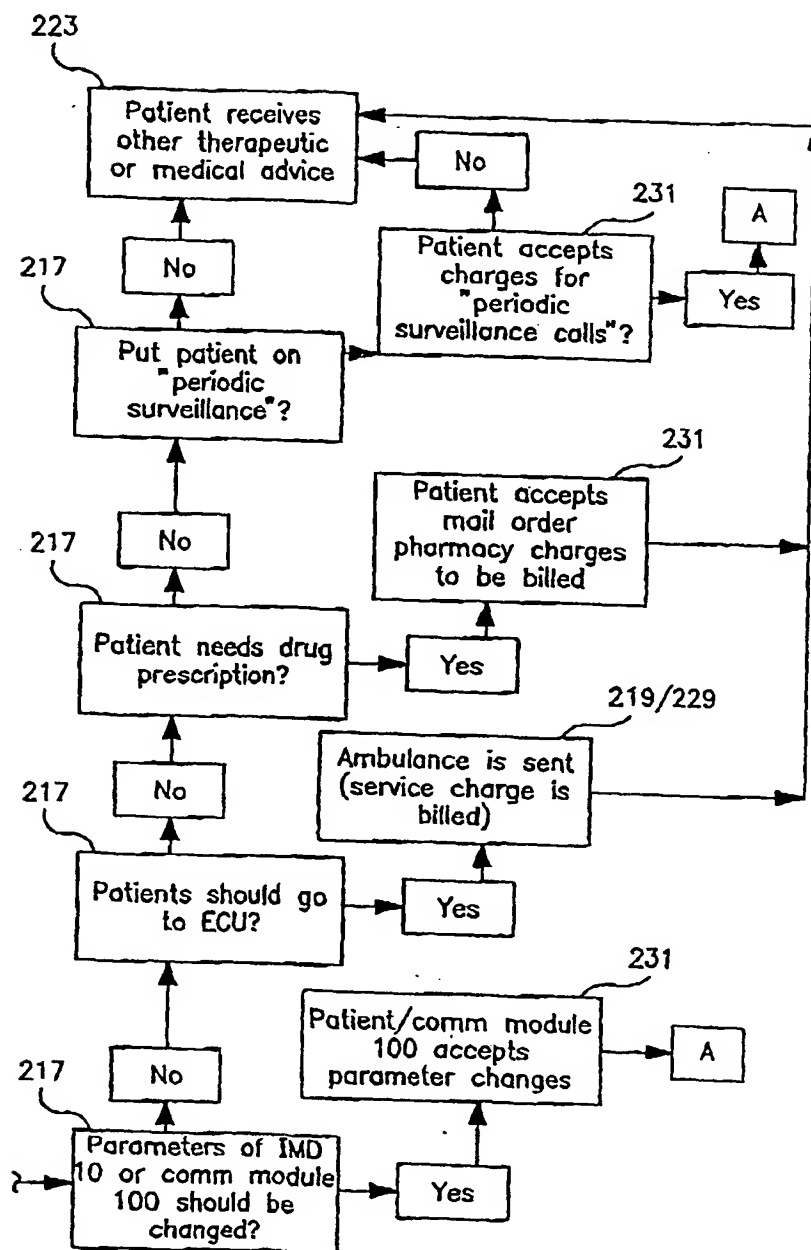 223
Patient receives
other therapeutic
or medical advice
No
231
A
No
Patient accepts
charges for
"periodic
surveillance calls"?
Yes
217
Put patient on
"periodic
surveillance"?
231
Patient accepts
mail order
pharmacy charges
to be billed
No
217
Patient needs drug
prescription?
Yes
219/229
Ambulance is sent
(service charge is
billed)
No
217
Patients should go
to ECU?
Yes
231
Patient/comm module
100 accepts
parameter changes
A
No
217
Parameters of IMD
10 or comm module
100 should be
changed?
Yes